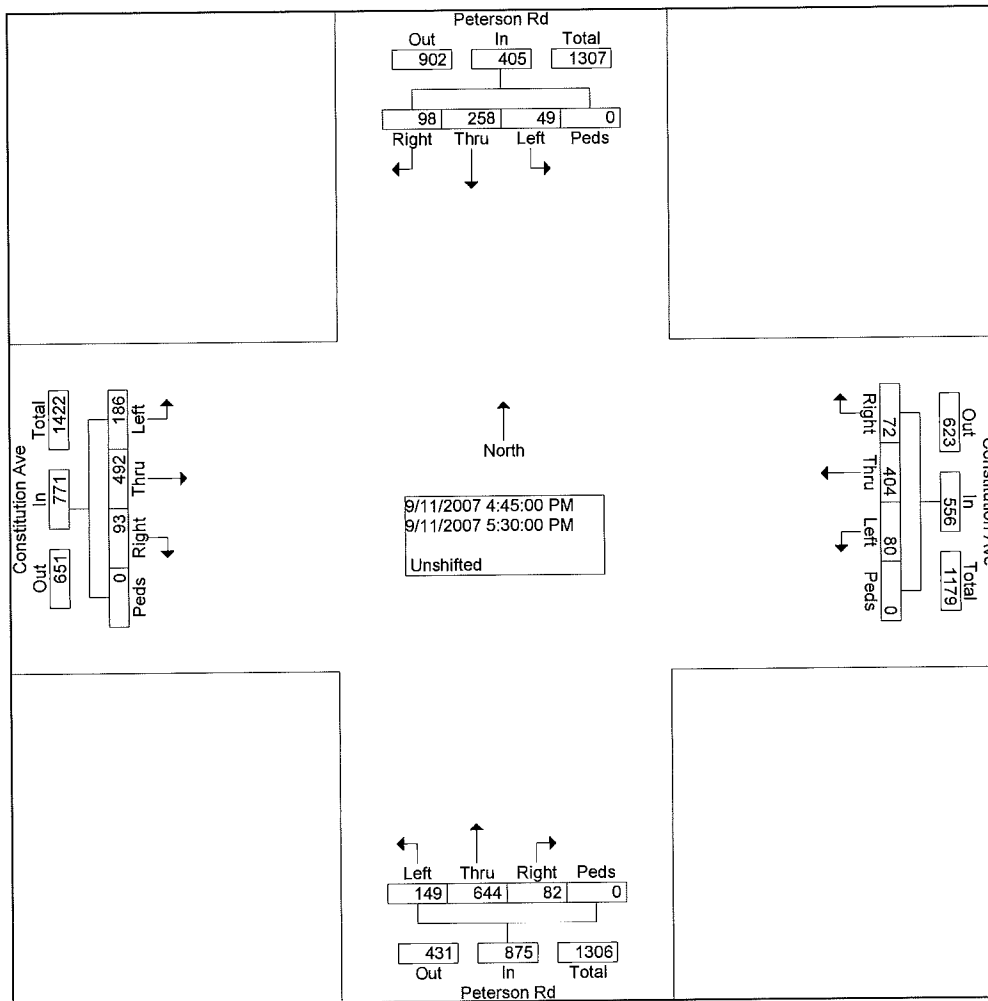 Peterson Rd
Out In Total
902 405 1307
98 258 49 0
Right Thru Left Peds
Constitution Ave
Total In Out
1422 771 651
186 492 93 0
Left Thru Right Peds
North
9/11/2007 4:45:00 PM
9/11/2007 5:30:00 PM
Unshifted
Right Thru Left Peds
72 404 80 0
Out In Total
623 556 1179
Constitution Ave
Left Thru Right Peds
149 644 82 0
431 875 1306
Out In Total
Peterson Rd